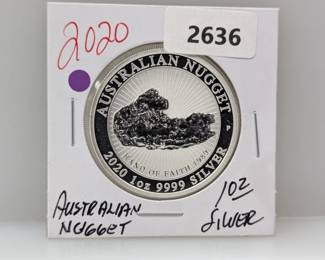 2020
2636
AUSTRALIAN NUGGET
P
HAND OF FAITH 1980
2020 1oz 9999 SILVER
AUSTRALIAN
NUGGET
1OZ
SILVER